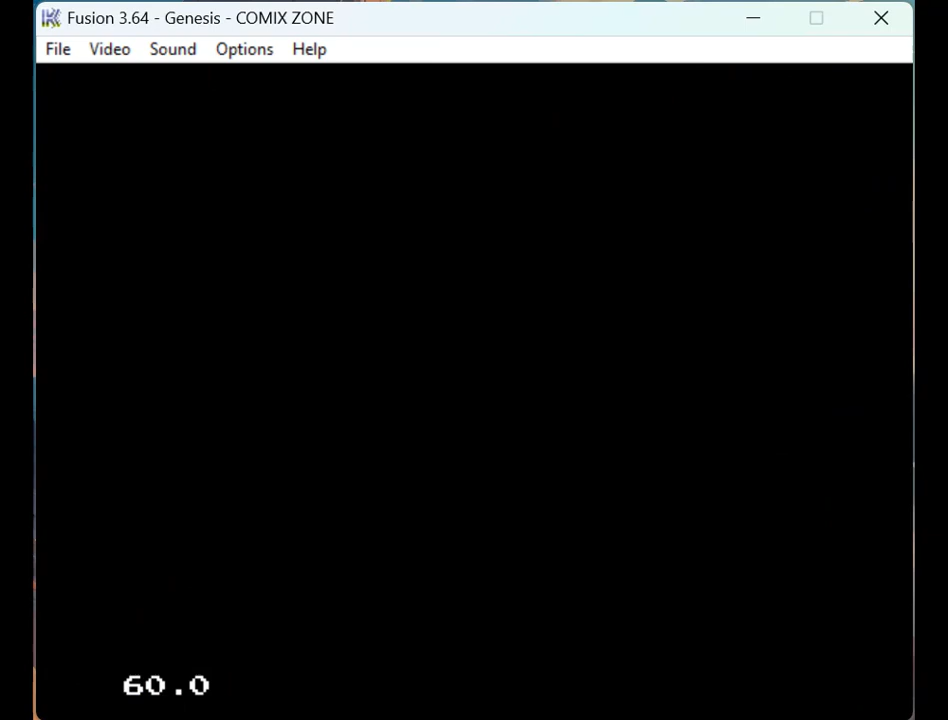 Fusion 3.64 - Genesis - COMIX ZONE
File Video Sound Options Help
60.0